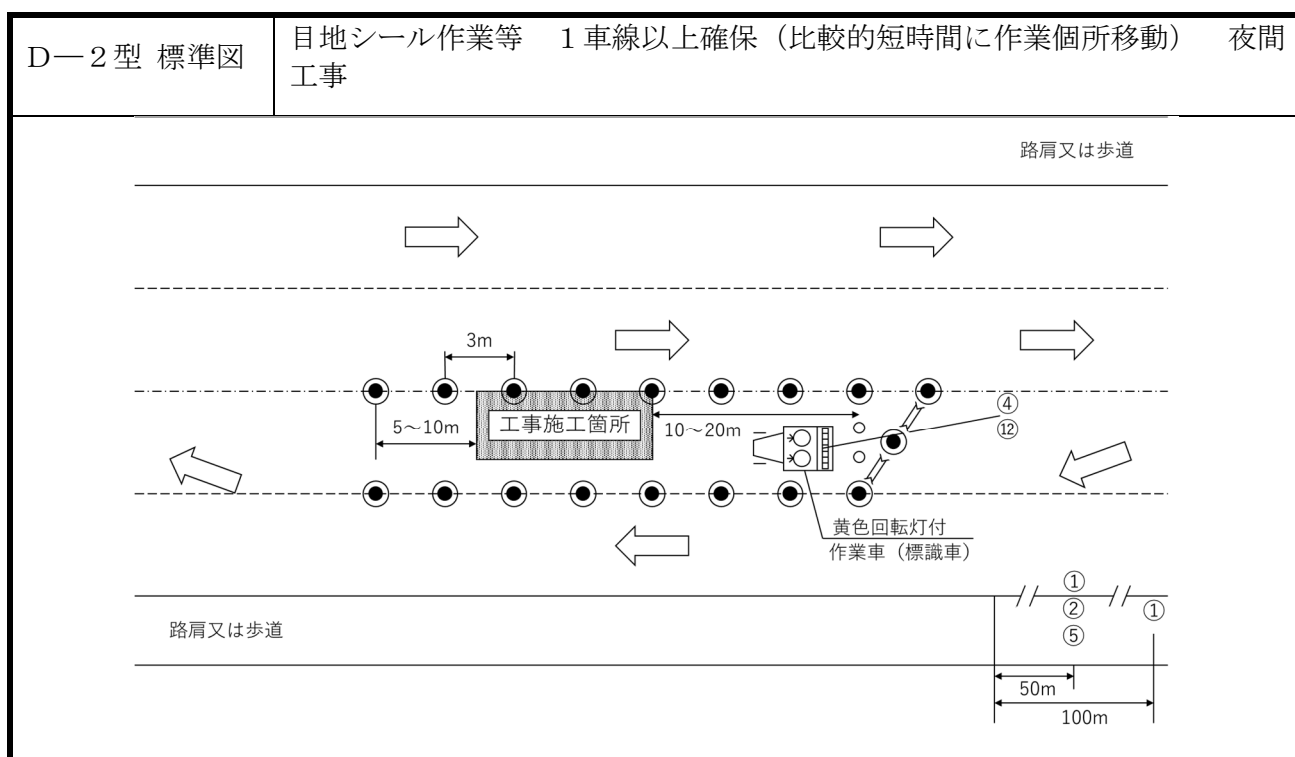 D―２型 標準図
目地シール作業等　１車線以上確保（比較的短時間に作業個所移動）　夜間
工事
路肩又は歩道
3m
5～10m
工事施工箇所
10～20m
④
⑫
黄色回転灯付
作業車（標識車）
路肩又は歩道
①
②
⑤
①
50m
100m